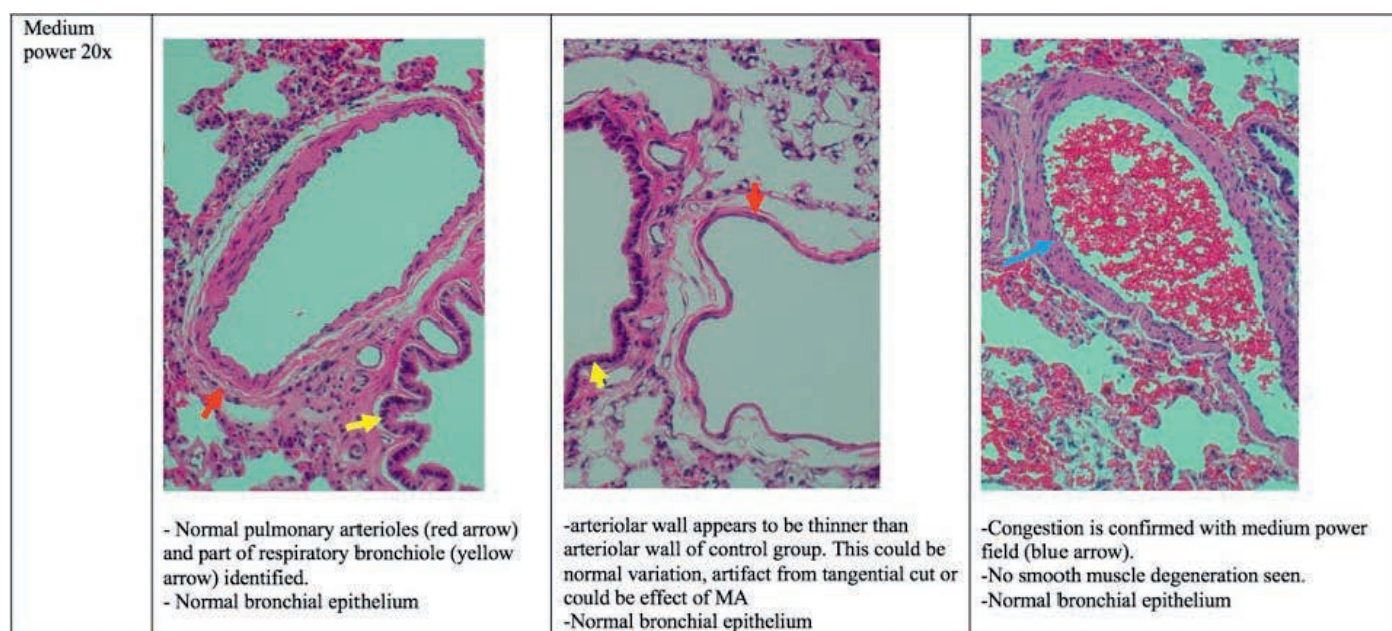 Medium
power 20x
- Normal pulmonary arterioles (red arrow)
and part of respiratory bronchiole (yellow
arrow) identified.
- Normal bronchial epithelium
-arteriolar wall appears to be thinner than
arteriolar wall of control group. This could be
normal variation, artifact from tangential cut or
could be effect of MA
-Normal bronchial epithelium
-Congestion is confirmed with medium power
field (blue arrow).
-No smooth muscle degeneration seen.
-Normal bronchial epithelium